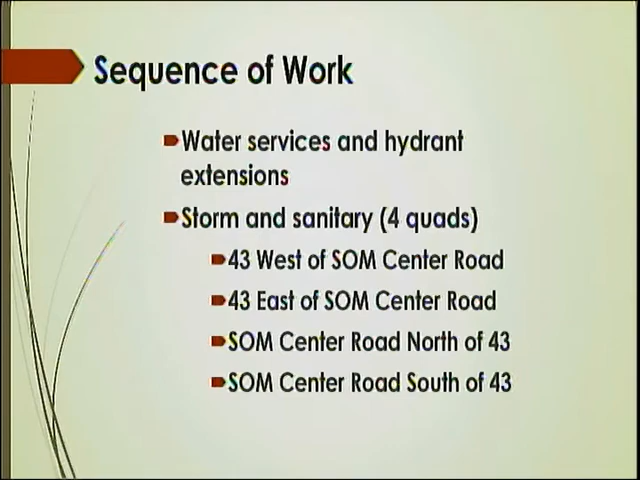 Sequence of Work
Water services and hydrant
extensions
Storm and sanitary (4 quads)
43 West of SOM Center Road
43 East of SOM Center Road
SOM Center Road North of 43
SOM Center Road South of 43